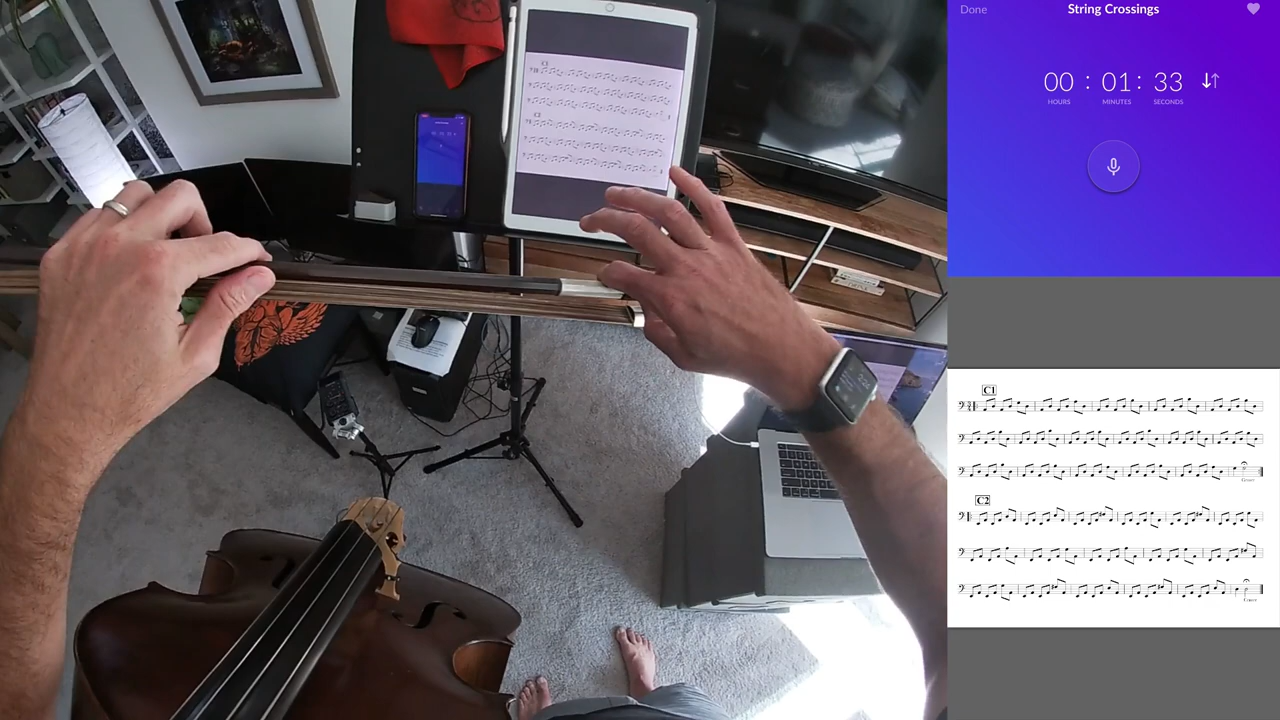 Done
String Crossings
00 : 01 : 33
HOURS MINUTES SECONDS
C1
C2